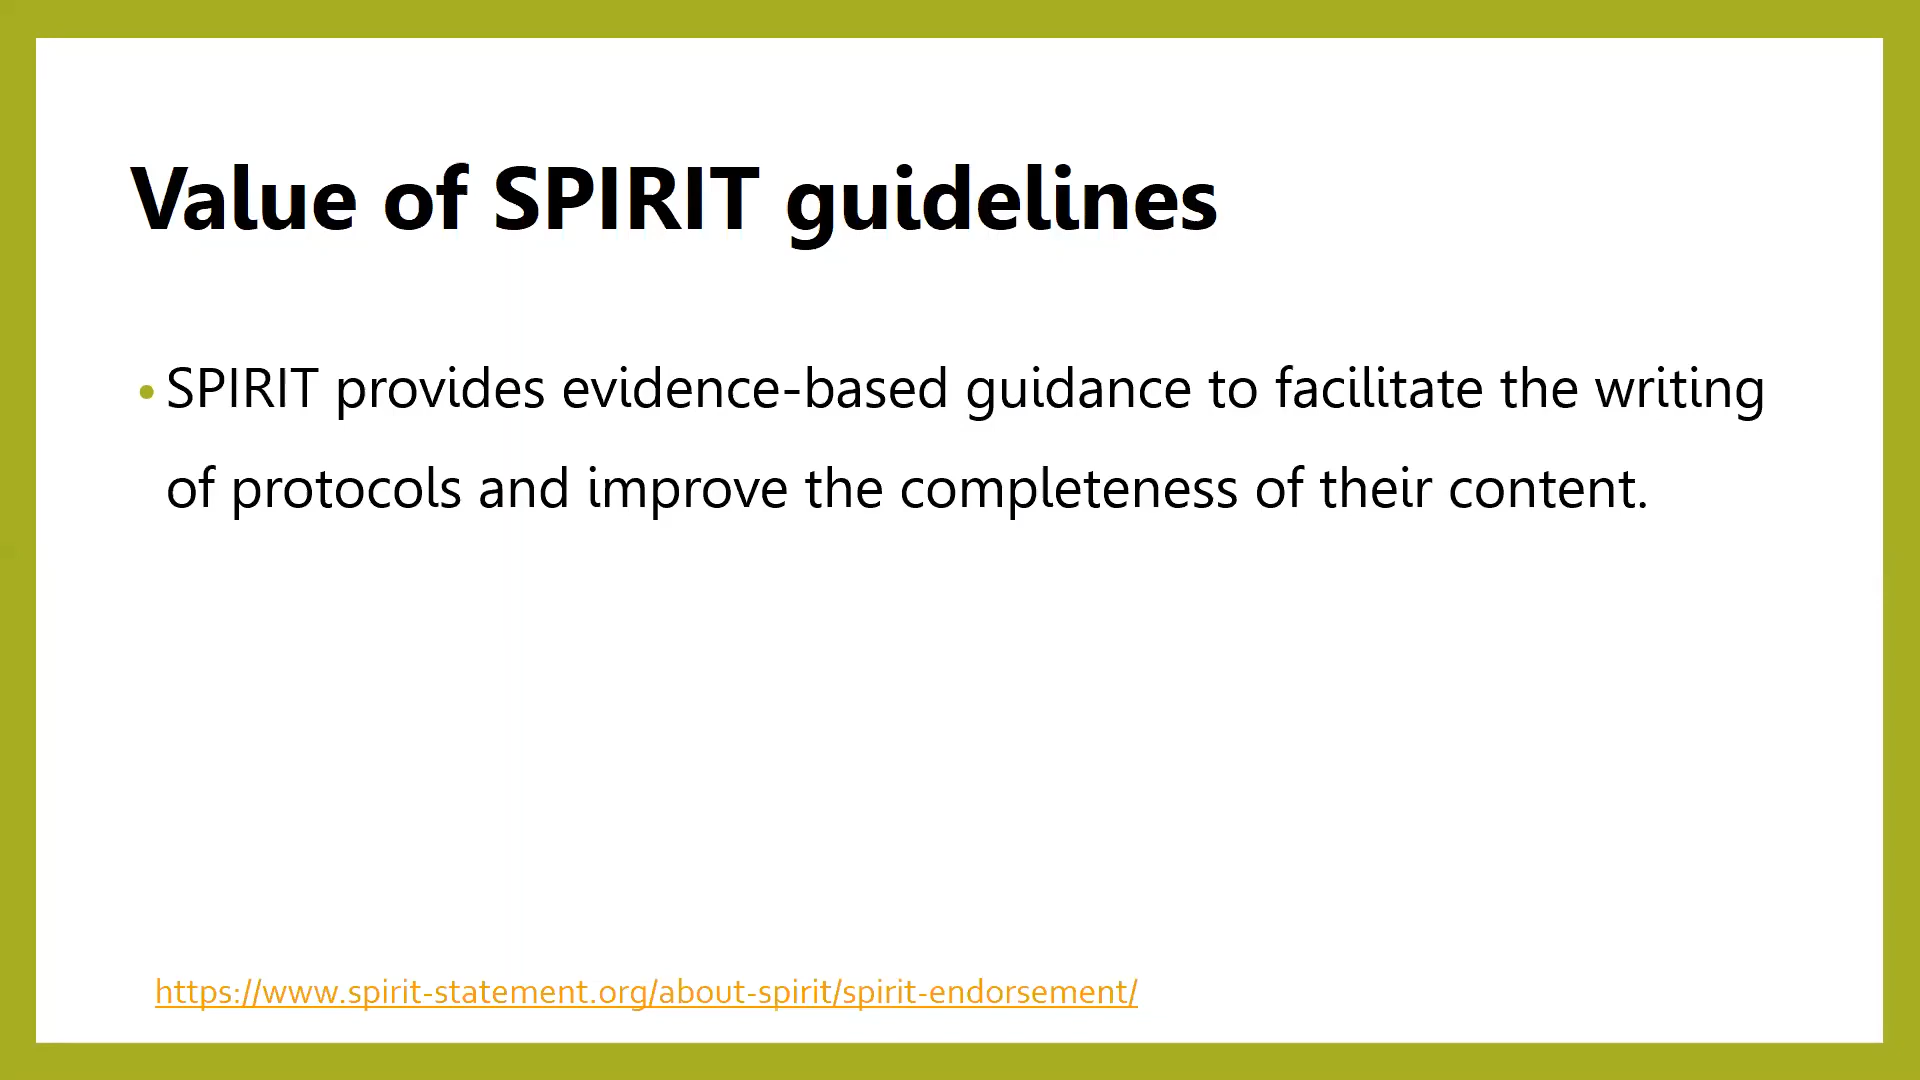 Value of SPIRIT guidelines
• SPIRIT provides evidence-based guidance to facilitate the writing
of protocols and improve the completeness of their content.
https://www.spirit-statement.org/about-spirit/spirit-endorsement/